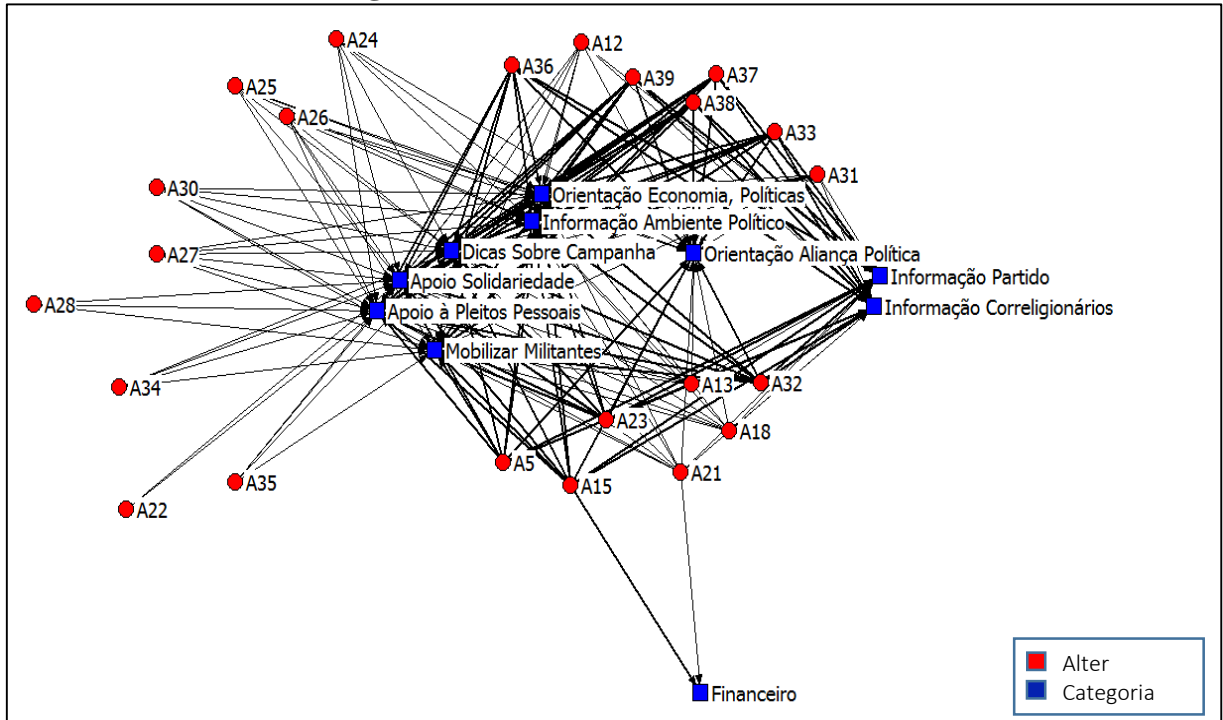 A24
A12
A36
A37
A39
A25
A38
A26
A33
A31
A30
Orientação Economia, Políticas
Informação Ambiente Político
Dicas Sobre Campanha
Orientação Aliança Política
A27
Informação Partido
Apoio Solidariedade
A28
Informação Correligionários
Apoio à Pleitos Pessoais
Mobilizar Militantes
A34
A13
A32
A23
A18
A5
A21
A35
A15
A22
Alter
Categoria
Financeiro